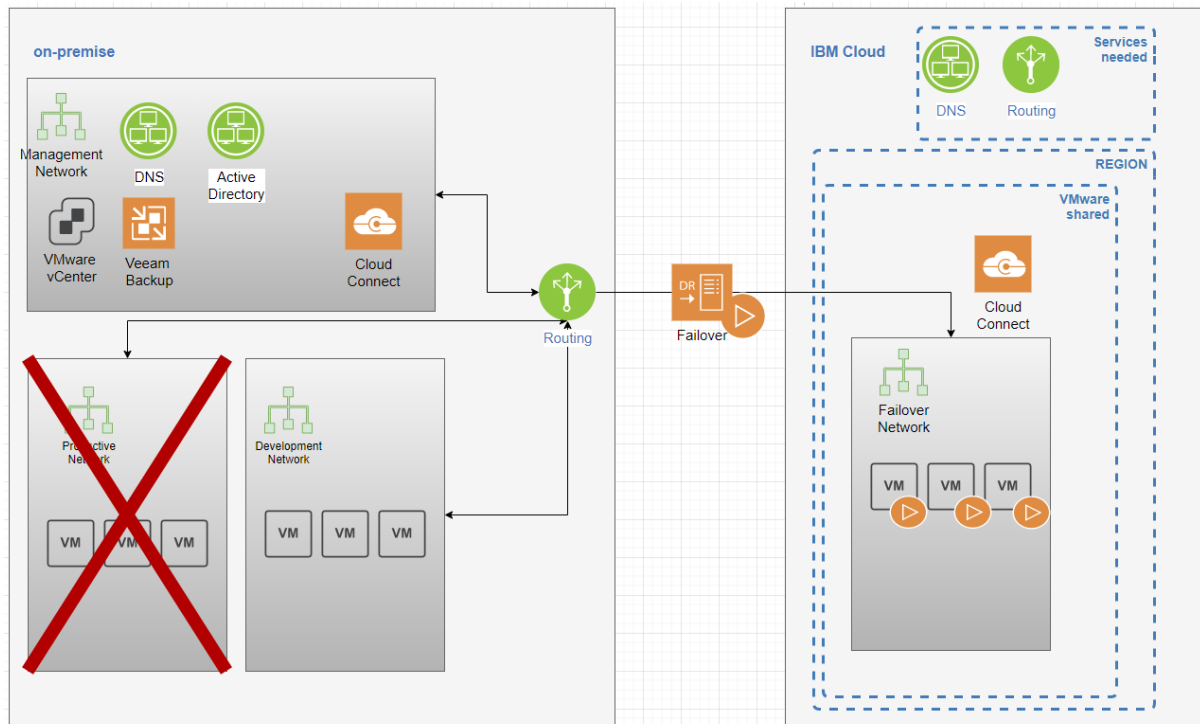 on-premise
Management
Network
DNS
Active
Directory
VMware
vCenter
Veeam
Backup
Cloud
Connect
Routing
DR
Failover
Productive
Network
VM
VM
VM
Development
Network
VM
VM
VM
IBM Cloud
Services
needed
DNS
Routing
REGION
VMware
shared
Cloud
Connect
Failover
Network
VM
VM
VM